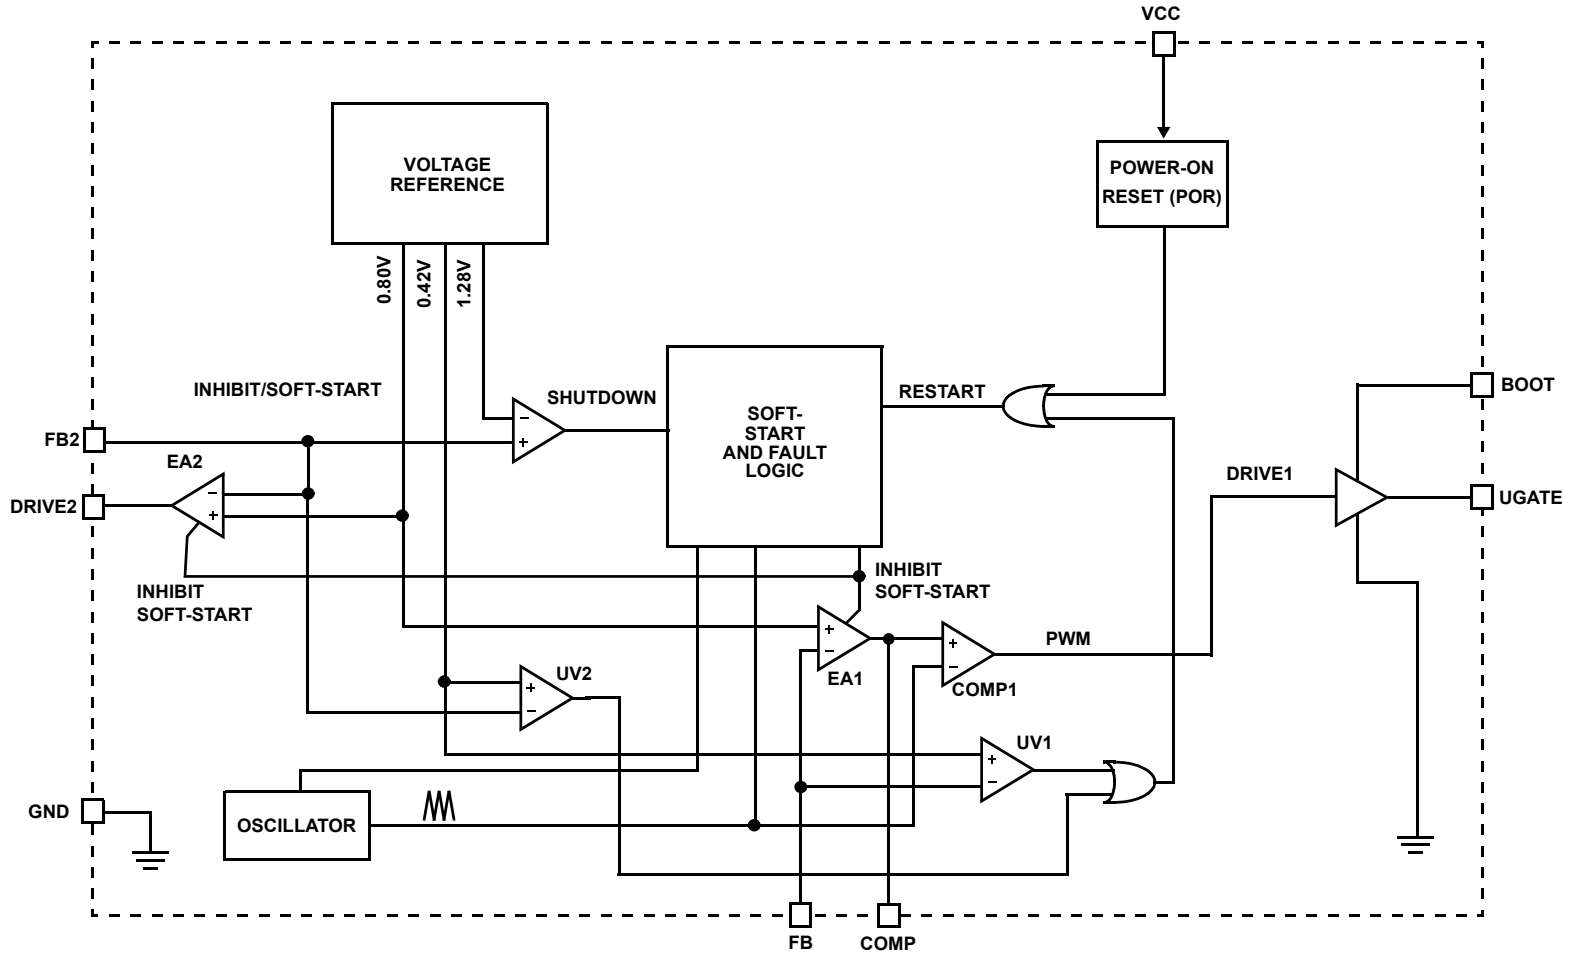 VCC
VOLTAGE
REFERENCE
POWER-ON
RESET (POR)
0.80V
0.42V
1.28V
INHIBIT/SOFT-START
SHUTDOWN
SOFT-
START
AND FAULT
LOGIC
RESTART
BOOT
FB2
EA2
- 
+
-
+
DRIVE2
DRIVE1
UGATE
INHIBIT
SOFT-START
INHIBIT
SOFT-START
+
-
EA1
+
-
COMP1
PWM
UV2
+
-
UV1
+
-
GND
OSCILLATOR
FB
COMP